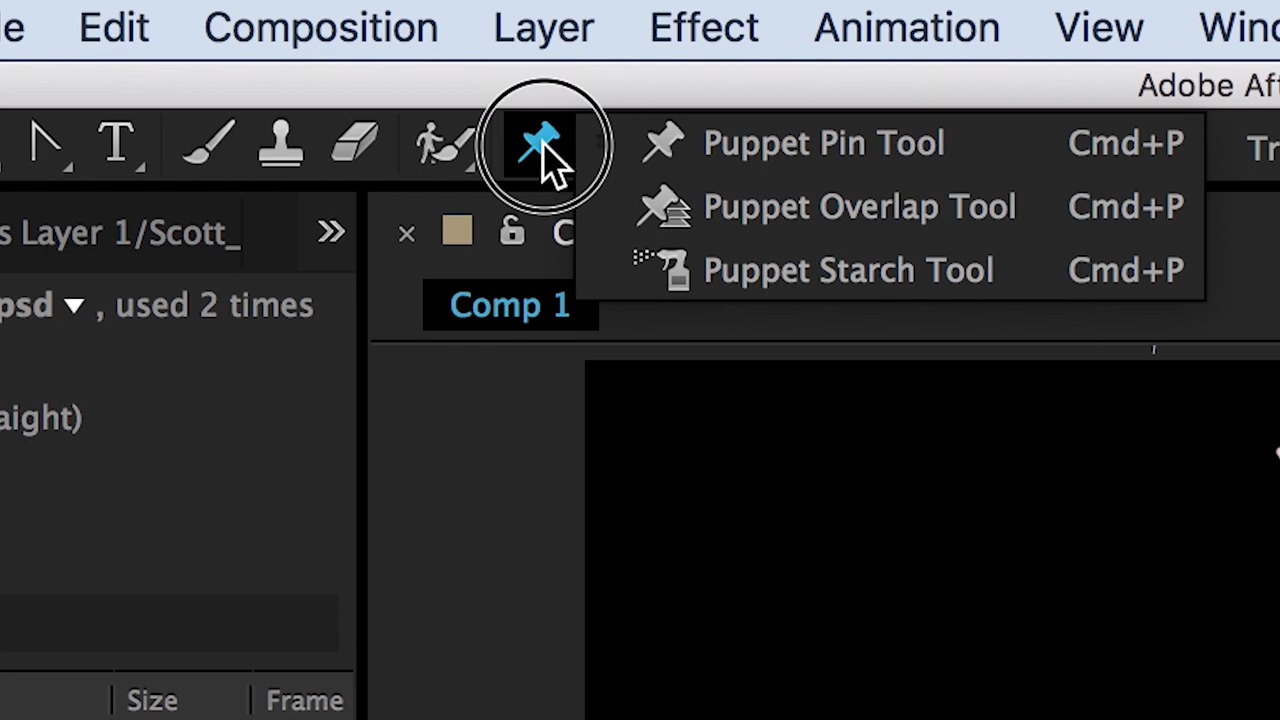 Edit Composition Layer Effect Animation View
Adobe
T
Puppet Pin Tool Cmd+P
Puppet Overlap Tool Cmd+P
Puppet Starch Tool Cmd+P
s Layer 1/Scott_
C
psd , used 2 times
Comp 1
aight)
Size Frame